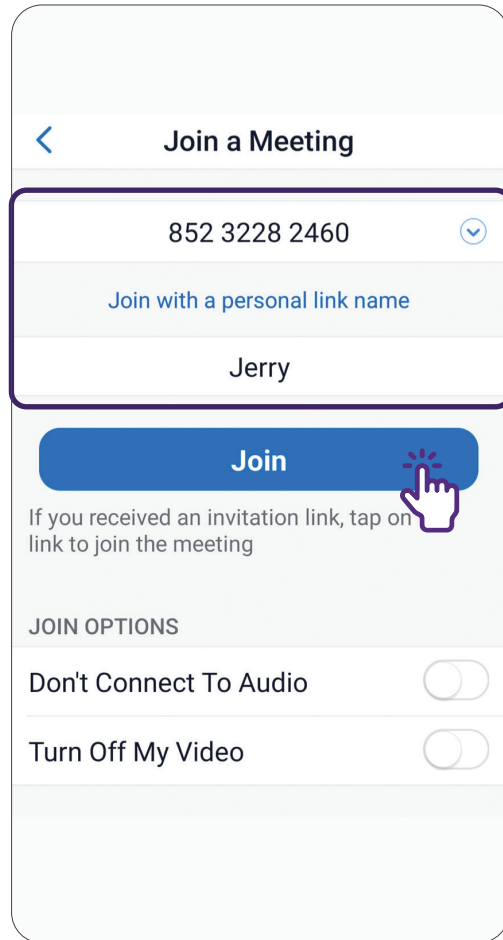 Join a Meeting
852 3228 2460
Join with a personal link name
Jerry
Join
If you received an invitation link, tap on
link to join the meeting
JOIN OPTIONS
Don't Connect To Audio
Turn Off My Video